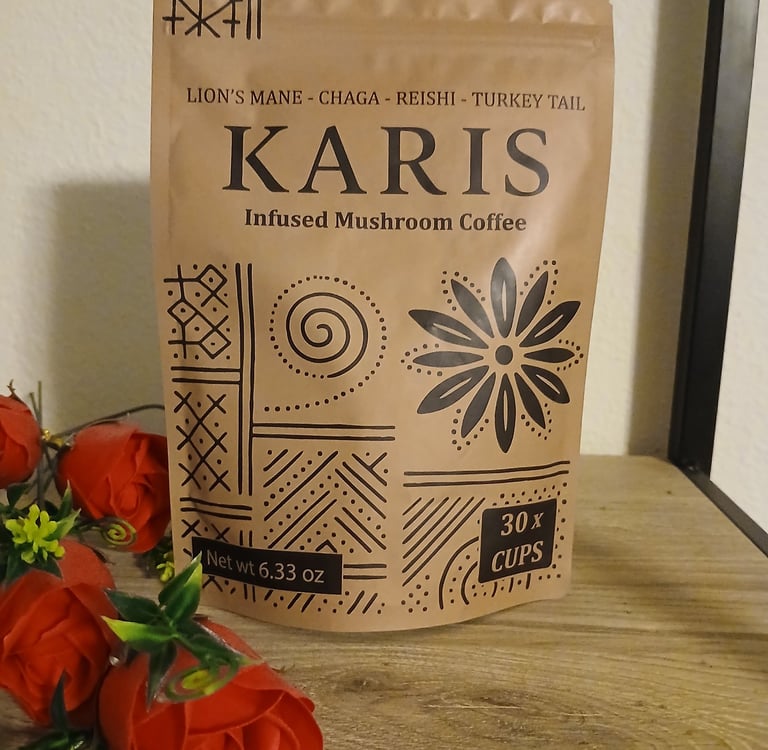 LION'S MANE - CHAGA - REISHI - TURKEY TAIL
KARIS
Infused Mushroom Coffee
30 x
CUPS
Net wt 6.33 oz